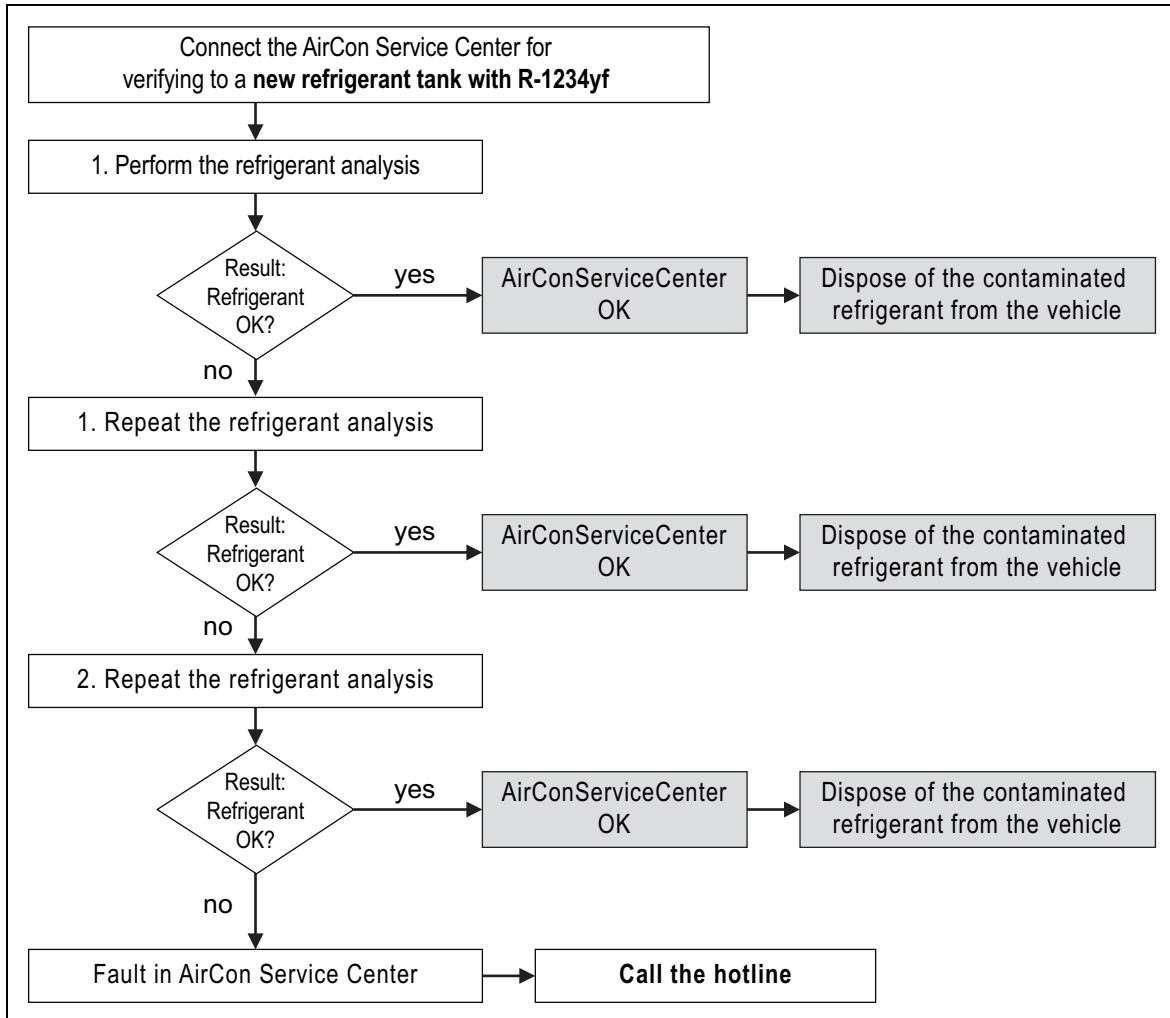 Connect the AirCon Service Center for
verifying to a new refrigerant tank with R-1234yf
1. Perform the refrigerant analysis
Result:
Refrigerant
OK?
yes
AirConServiceCenter
OK
Dispose of the contaminated
refrigerant from the vehicle
no
1. Repeat the refrigerant analysis
Result:
Refrigerant
OK?
yes
AirConServiceCenter
OK
Dispose of the contaminated
refrigerant from the vehicle
no
2. Repeat the refrigerant analysis
Result:
Refrigerant
OK?
yes
AirConServiceCenter
OK
Dispose of the contaminated
refrigerant from the vehicle
no
Fault in AirCon Service Center
Call the hotline